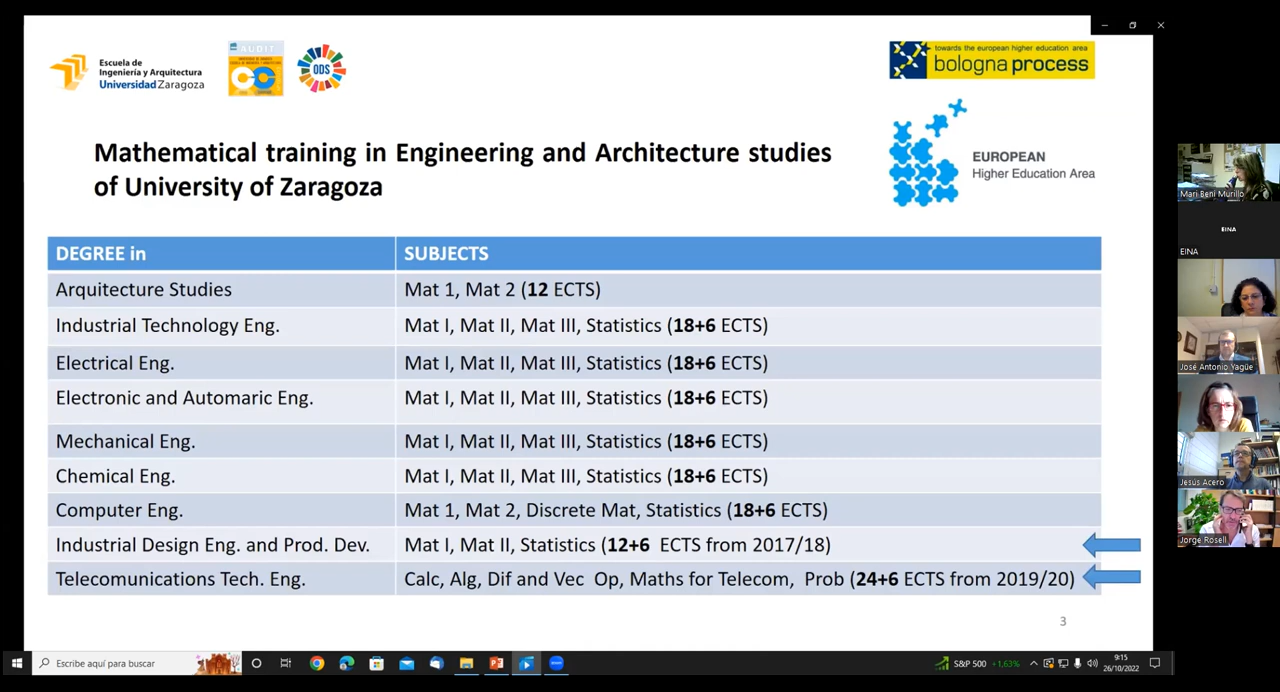 Escuela de
Ingeniería y Arquitectura
Universidad Zaragoza
AUDIT
ODS
towards the european higher education area
bologna process
EUROPEAN
Higher Education Area
Mathematical training in Engineering and Architecture studies
of University of Zaragoza
DEGREE in SUBJECTS
Arquitecture Studies Mat 1, Mat 2 (12 ECTS)
Industrial Technology Eng. Mat I, Mat II, Mat III, Statistics (18+6 ECTS)
Electrical Eng. Mat I, Mat II, Mat III, Statistics (18+6 ECTS)
Electronic and Automaric Eng. Mat I, Mat II, Mat III, Statistics (18+6 ECTS)
Mechanical Eng. Mat I, Mat II, Mat III, Statistics (18+6 ECTS)
Chemical Eng. Mat I, Mat II, Mat III, Statistics (18+6 ECTS)
Computer Eng. Mat 1, Mat 2, Discrete Mat, Statistics (18+6 ECTS)
Industrial Design Eng. and Prod. Dev. Mat I, Mat II, Statistics (12+6 ECTS from 2017/18)
Telecommunications Tech. Eng. Calc, Alg, Dif and Vec Op, Maths for Telecom, Prob (24+6 ECTS from 2019/20)
3
Mari Beni Murillo
EINA
EINA
José Antonio Yagüe
Jesús Acero
Jorge Rosell
Escribe aquí para buscar
S&P 500 +1,63%
9:15
26/10/2022